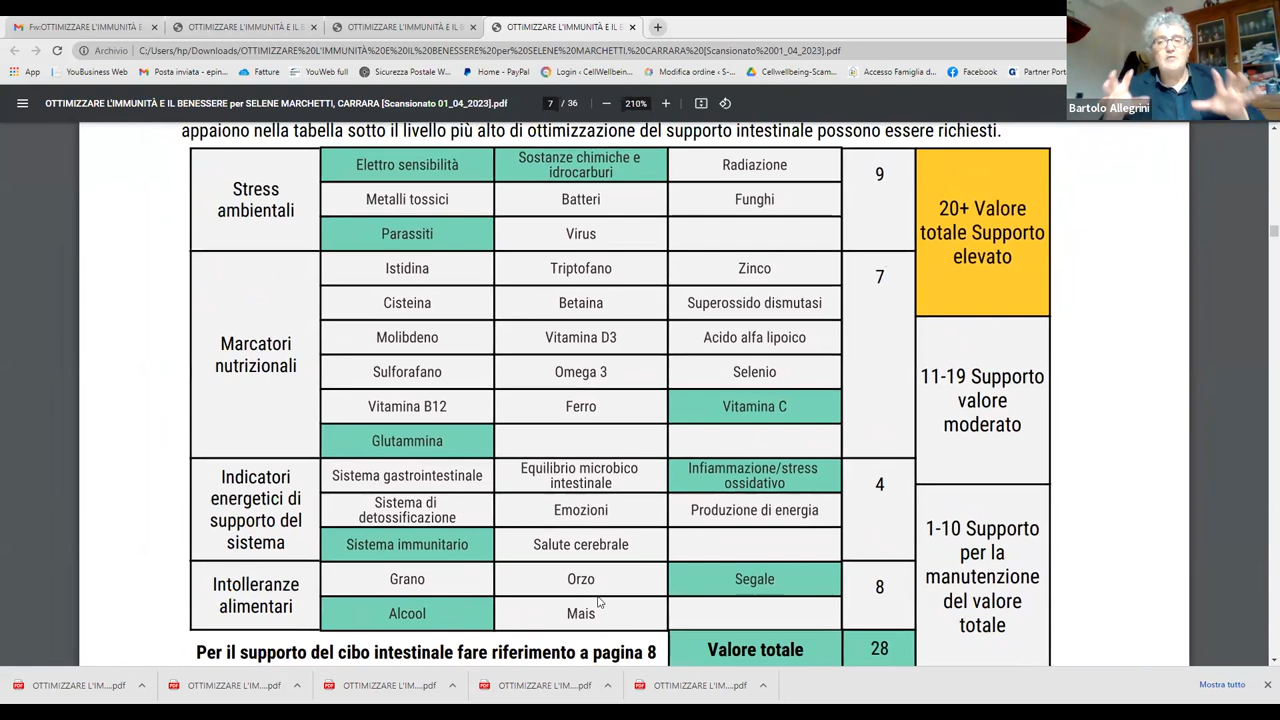 Fw:OTTIMIZZARE L'IMMUNITÀ E
OTTIMIZZARE L'IMMUNITÀ E IL BEN
OTTIMIZZARE L'IMMUNITÀ E IL BE
OTTIMIZZARE L'IMMUNITÀ E IL B
Archivio
C:/Users/hp/Downloads/OTTIMIZZARE%20L'IMMUNITÀ%20E%20IL%20BENESSERE%20per%20SELENE%20MARCHETTI,%20CARRARA%20[Scansionato%2001_04_2023].pdf
App
YouBusiness Web
Posta inviata - epin...
Fatture
YouWeb full
Sicurezza Postale W...
Home - PayPal
Login ‹ CellWellbein...
Modifica ordine ‹ S...
Cellwellbeing-Scam...
Accesso Famiglia d...
Facebook
Partner Port
Bartolo Allegrini
OTTIMIZZARE L'IMMUNITÀ E IL BENESSERE per SELENE MARCHETTI, CARRARA [Scansionato 01_04_2023].pdf
7 / 36
210%
appaiono nella tabella sotto il livello più alto di ottimizzazione del supporto intestinale possono essere richiesti.
Stress
ambientali
Elettro sensibilità
Sostanze chimiche e
idrocarburi
Radiazione
Metalli tossici
Batteri
Funghi
Parassiti
Virus
9
20+ Valore
totale Supporto
elevato
Marcatori
nutrizionali
Istidina
Triptofano
Zinco
Cisteina
Betaina
Superossido dismutasi
Molibdeno
Vitamina D3
Acido alfa lipoico
Sulforafano
Omega 3
Selenio
Vitamina B12
Ferro
Vitamina C
Glutammina
7
11-19 Supporto
valore
moderato
Indicatori
energetici di
supporto del
sistema
Sistema gastrointestinale
Equilibrio microbico
intestinale
Infiammazione/stress
ossidativo
Sistema di
detossificazione
Emozioni
Produzione di energia
Sistema immunitario
Salute cerebrale
4
1-10 Supporto
per la
manutenzione
del valore
totale
Intolleranze
alimentari
Grano
Orzo
Segale
Alcool
Mais
8
Per il supporto del cibo intestinale fare riferimento a pagina 8
Valore totale
28
OTTIMIZZARE L'IM....pdf
OTTIMIZZARE L'IM....pdf
OTTIMIZZARE L'IM....pdf
OTTIMIZZARE L'IM....pdf
OTTIMIZZARE L'IM....pdf
Mostra tutto